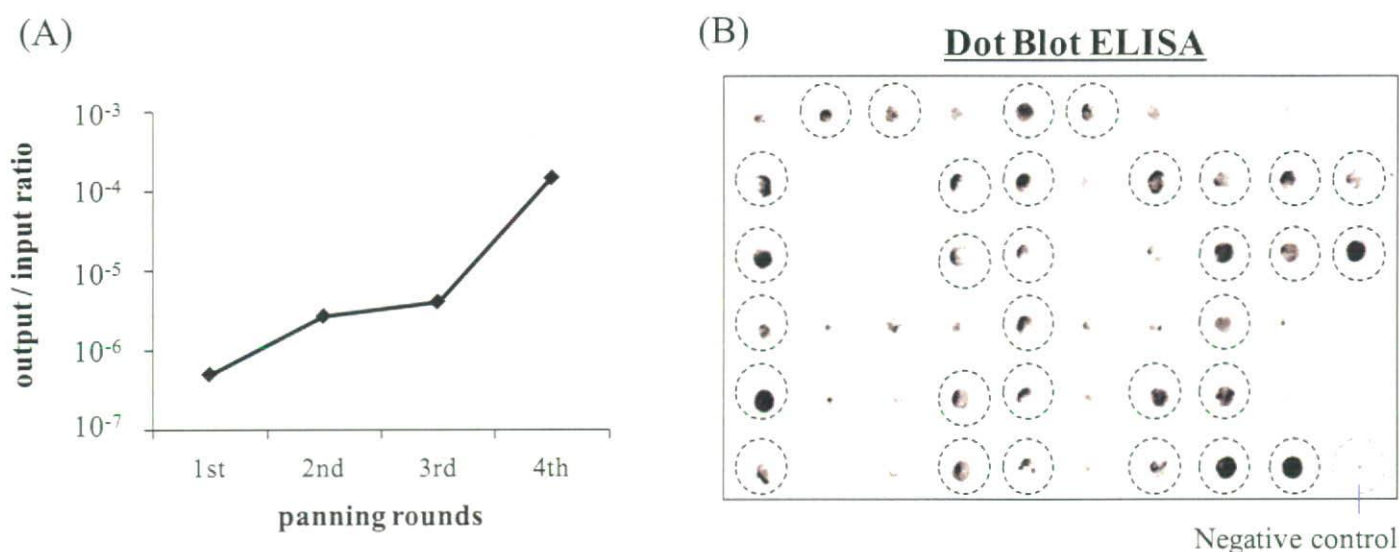 (A)
output / input ratio
10-3
10-4
10-5
10-6
10-7
1st 2nd 3rd 4th
panning rounds
(B)
Dot Blot ELISA
Negative control